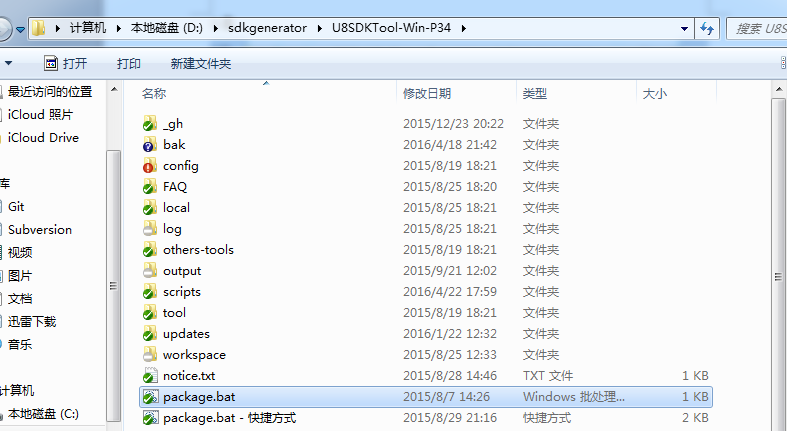 计算机 本地磁盘 (D:) sdkgenerator U8SDKTool-Win-P34 搜索 U8S
打开 打印 新建文件夹
最近访问的位置
iCloud 照片
iCloud Drive
库
Git
Subversion
视频
图片
文档
迅雷下载
音乐
计算机
本地磁盘 (C:)
名称 修改日期 类型 大小
_gh 2015/12/23 20:22 文件夹
bak 2016/4/18 21:42 文件夹
config 2015/8/19 18:21 文件夹
FAQ 2015/8/25 18:20 文件夹
local 2015/8/25 18:21 文件夹
log 2015/8/25 18:21 文件夹
others-tools 2015/8/19 18:21 文件夹
output 2015/9/21 12:02 文件夹
scripts 2016/4/22 17:59 文件夹
tool 2015/8/19 18:21 文件夹
updates 2016/1/22 12:32 文件夹
workspace 2015/8/25 12:33 文件夹
notice.txt 2015/8/28 14:46 TXT 文件 1 KB
package.bat 2015/8/7 14:26 Windows 批处理... 1 KB
package.bat - 快捷方式 2015/8/29 21:16 快捷方式 2 KB